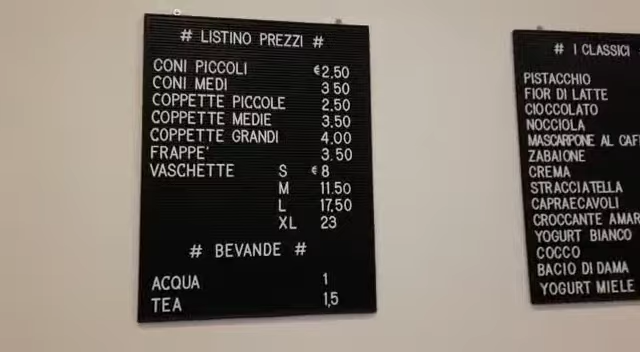 # LISTINO PREZZI #
CONI PICCOLI €2.50
CONI MEDI 3 50
COPPETTE PICCOLE 2.50
COPPETTE MEDIE 3.50
COPPETTE GRANDI 4.00
FRAPPE' 3.50
VASCHETTE S € 8
M 11.50
L 17.50
XL 23
# BEVANDE #
ACQUA 1
TEA 1,5
# I CLASSICI
PISTACCHIO
FIOR DI LATTE
CIOCCOLATO
NOCCIOLA
MASCARPONE AL
ZABAIONE
CREMA
STRACCIATELLA
CAPRAECAVOLI
CROCCANTE
YOGURT BIANCO
COCCO
BACIO DI DAMA
YOGURT MIELE